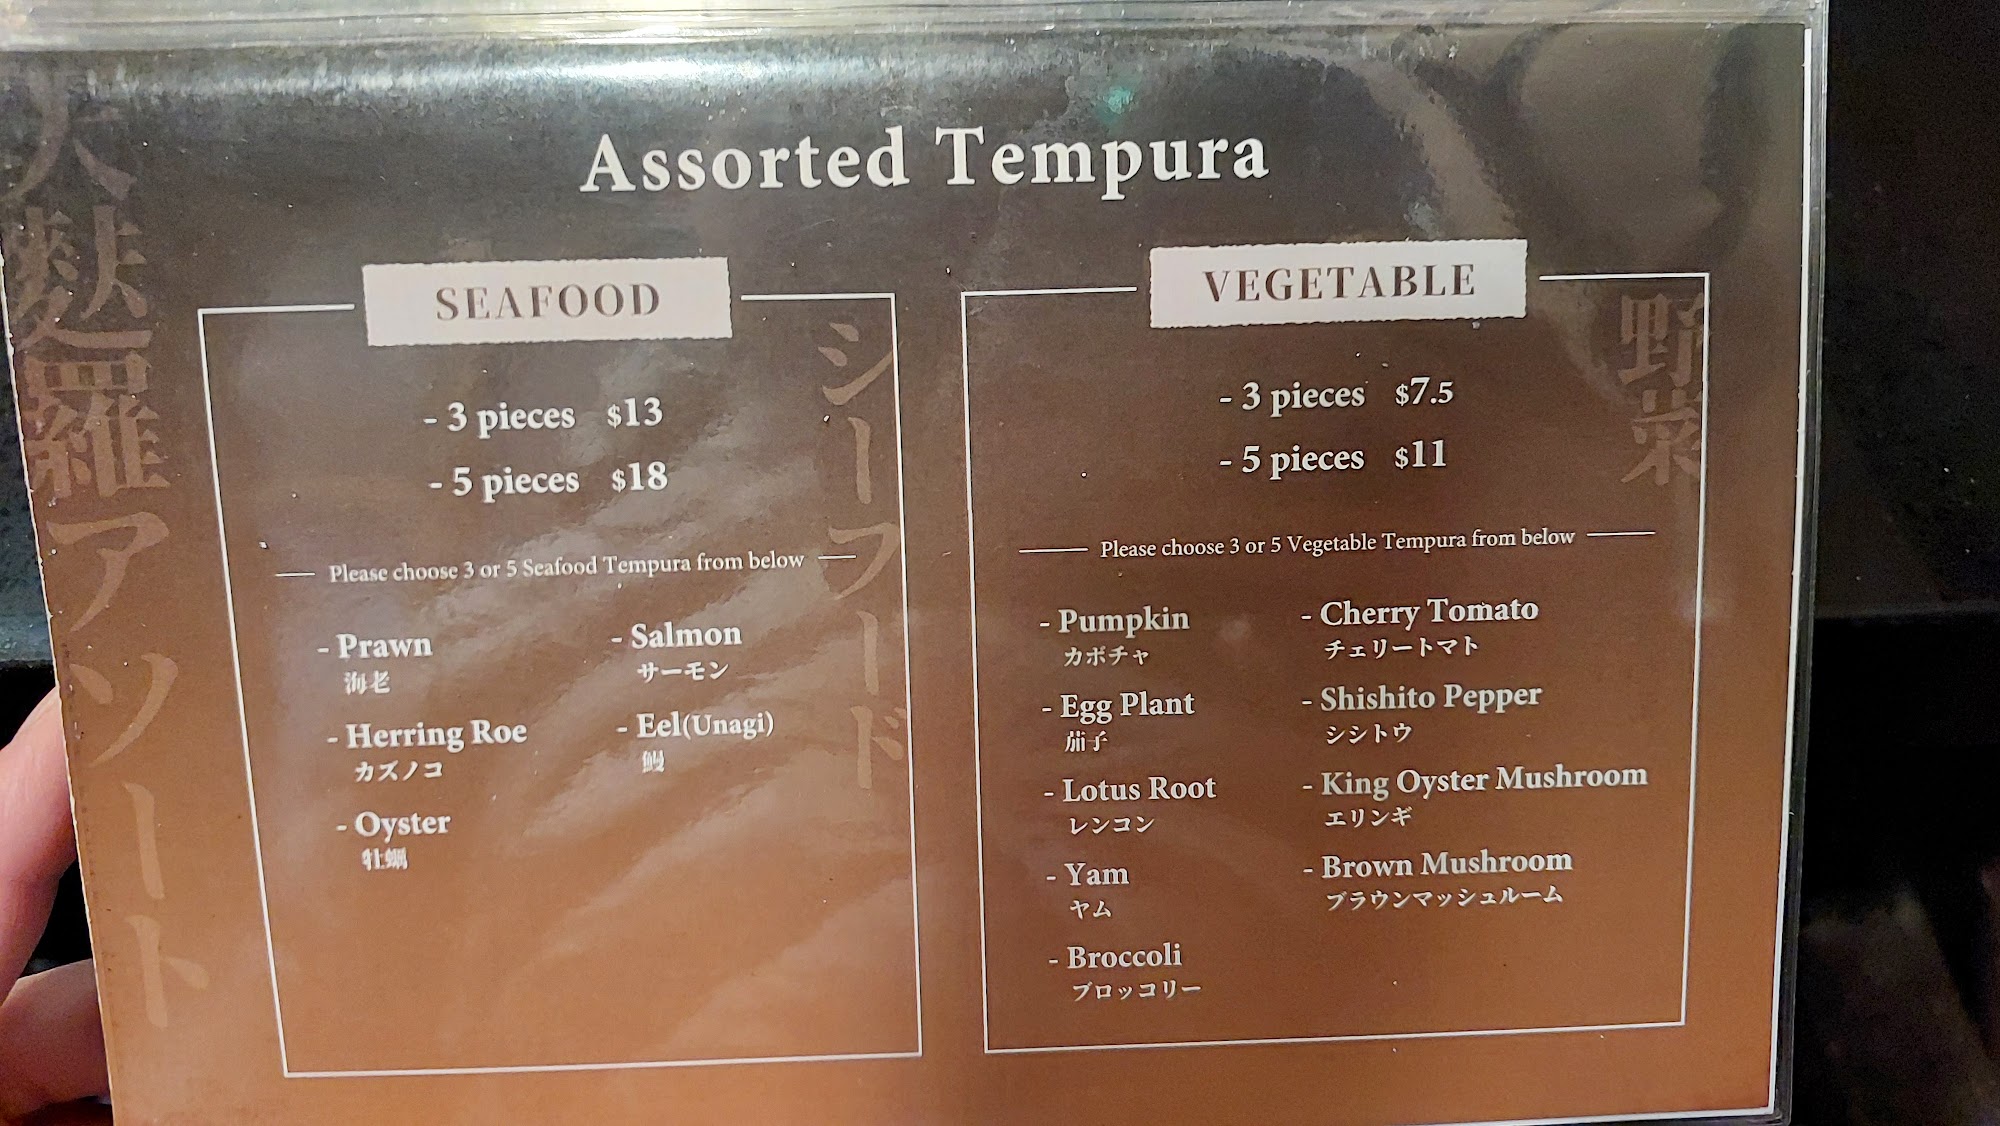 Assorted Tempura
天麩羅アソート
SEAFOOD
シーフード
- 3 pieces $13
- 5 pieces $18
Please choose 3 or 5 Seafood Tempura from below
- Prawn
海老
- Herring Roe
カズノコ
- Oyster
牡蠣
- Salmon
サーモン
- Eel(Unagi)
鰻
VEGETABLE
野菜
- 3 pieces $7.5
- 5 pieces $11
Please choose 3 or 5 Vegetable Tempura from below
- Pumpkin
カボチャ
- Egg Plant
茄子
- Lotus Root
レンコン
- Yam
ヤム
- Broccoli
ブロッコリー
- Cherry Tomato
チェリートマト
- Shishito Pepper
シシトウ
- King Oyster Mushroom
エリンギ
- Brown Mushroom
ブラウンマッシュルーム